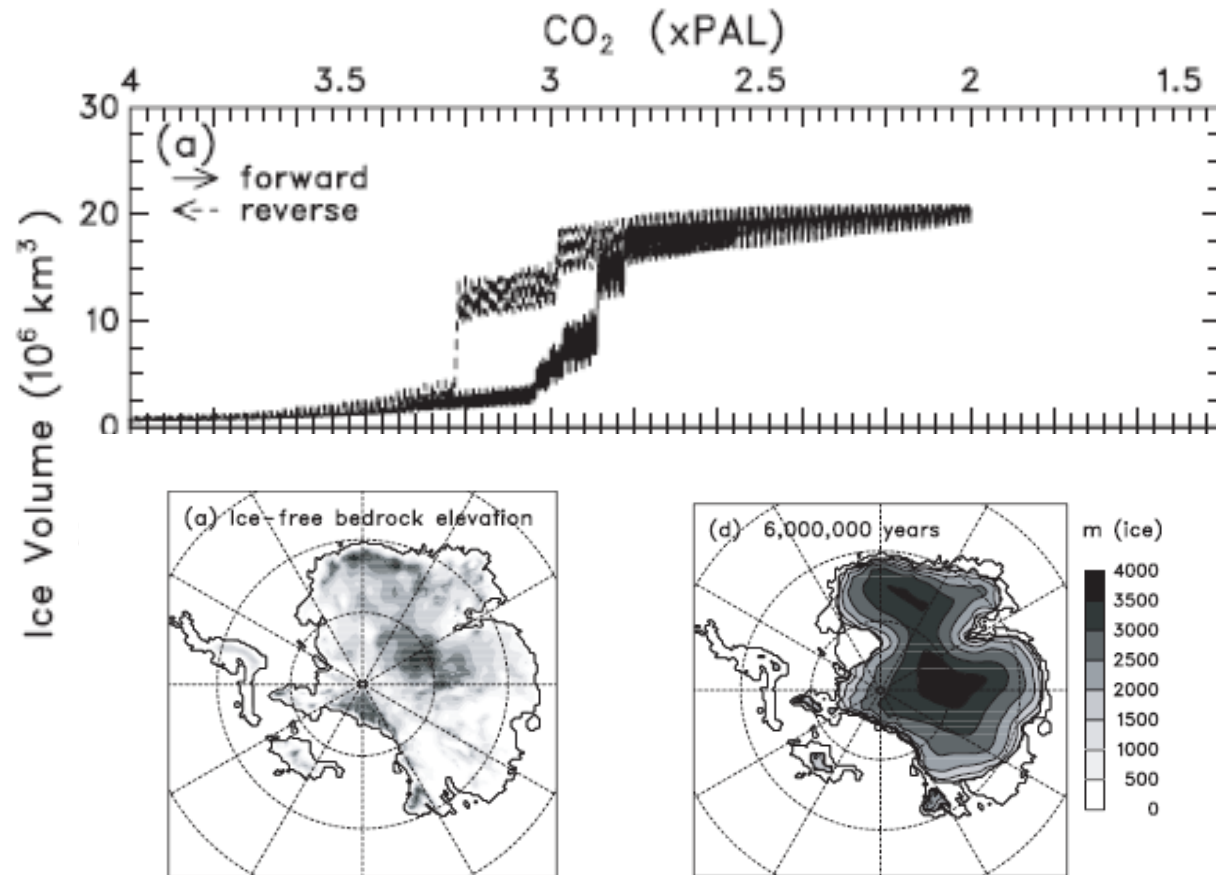 CO₂ (xPAL)
4 3.5 3 2.5 2 1.5
Ice Volume (10⁶ km³)
30
20
10
0
(a)
→ forward
← reverse
(a) Ice-free bedrock elevation
(d) 6,000,000 years
m (ice)
4000
3500
3000
2500
2000
1500
1000
500
0